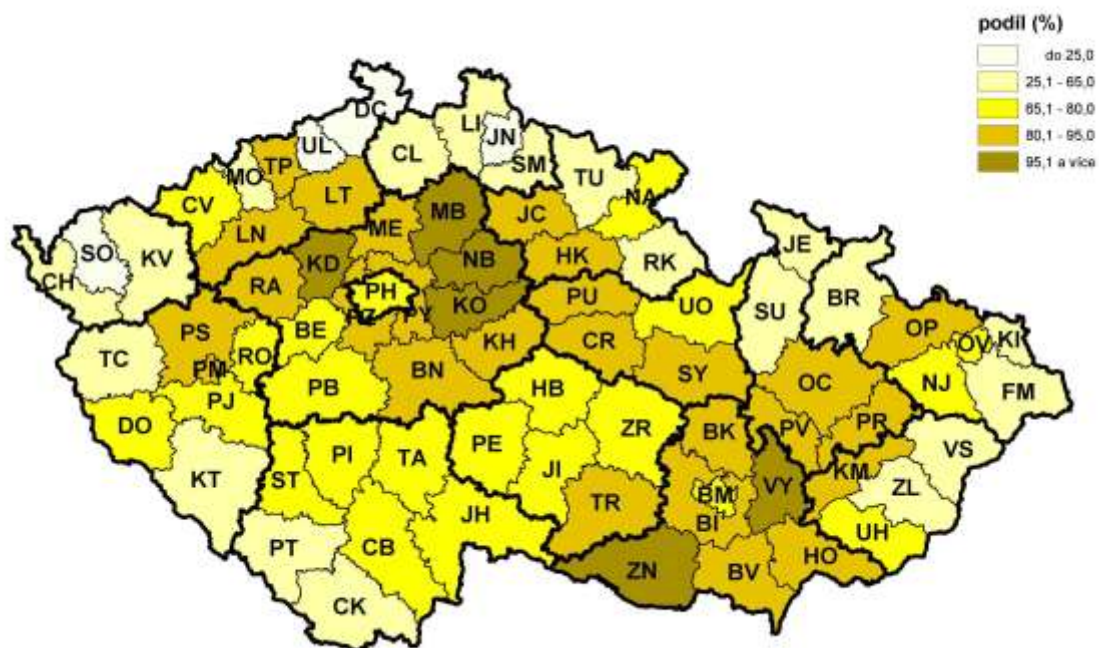 podíl (%)
do 25,0
25,1 - 65,0
65,1 - 80,0
80,1 - 95,0
95,1 a více
DC
LI
UL
JN
CL
SM
TP
MO
TU
LT
CV
NA
MB
JC
ME
LN
JE
SO
KV
KD
NB
HK
RK
CH
RA
PH
BR
PU
UO
SU
KO
BE
PY
PS
OP
KI
TC
RO
KH
CR
OV
PM
BN
SY
OC
NJ
PB
HB
FM
PJ
DO
PR
BK
PV
ZR
PI
TA
PE
VS
KT
ST
JI
KM
VY
ZL
BM
TR
JH
BI
UH
PT
CB
HO
ZN
BV
CK